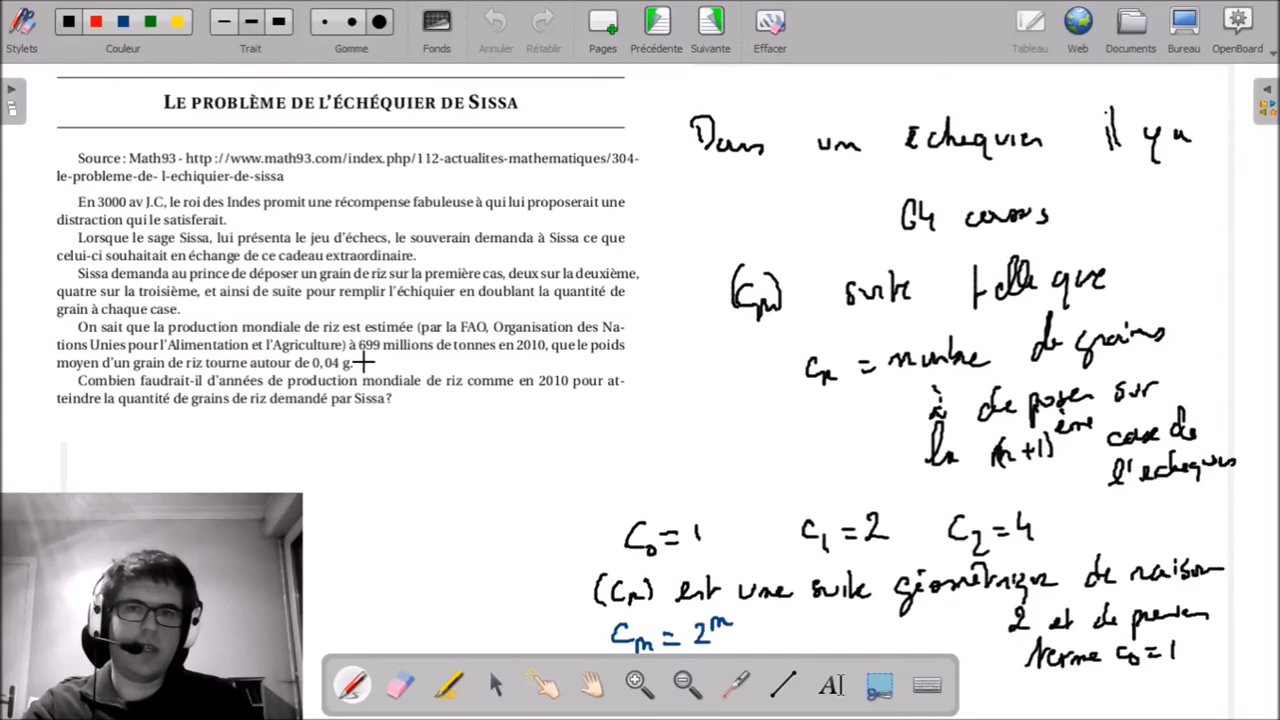 Stylets
Couleur
Trait
Gomme
Fonds
Annuler
Rétablir
Pages
Précédente
Suivante
Effacer
Tableau
Web
Documents
Bureau
OpenBoard
LE PROBLÈME DE L'ÉCHÉQUIER DE SISSA
Source : Math93 - http ://www.math93.com/index.php/112-actualites-mathematiques/304-
le-probleme-de- l-echiquier-de-sissa
En 3000 av J.C, le roi des Indes promit une récompense fabuleuse à qui lui proposerait une
distraction qui le satisferait.
Lorsque le sage Sissa, lui présenta le jeu d'échecs, le souverain demanda à Sissa ce que
celui-ci souhaitait en échange de ce cadeau extraordinaire.
Sissa demanda au prince de déposer un grain de riz sur la première cas, deux sur la deuxième,
quatre sur la troisième, et ainsi de suite pour remplir l'échiquier en doublant la quantité de
grain à chaque case.
On sait que la production mondiale de riz est estimée (par la FAO, Organisation des Na-
tions Unies pour l'Alimentation et l'Agriculture) à 699 millions de tonnes en 2010, que le poids
moyen d'un grain de riz tourne autour de 0,04 g.
Combien faudrait-il d'années de production mondiale de riz comme en 2010 pour at-
teindre la quantité de grains de riz demandé par Sissa ?
Dans un echequier il y a
64 cases
(Cn) suite telle que
cn = nombre de grains
à deposer sur
la (n+1)ème case de
l'echequier
C0 = 1 C1 = 2 C2 = 4
(Cn) est une suite géométrique de raison
2 et de premier
terme c0 = 1
Cn = 2^n
AI